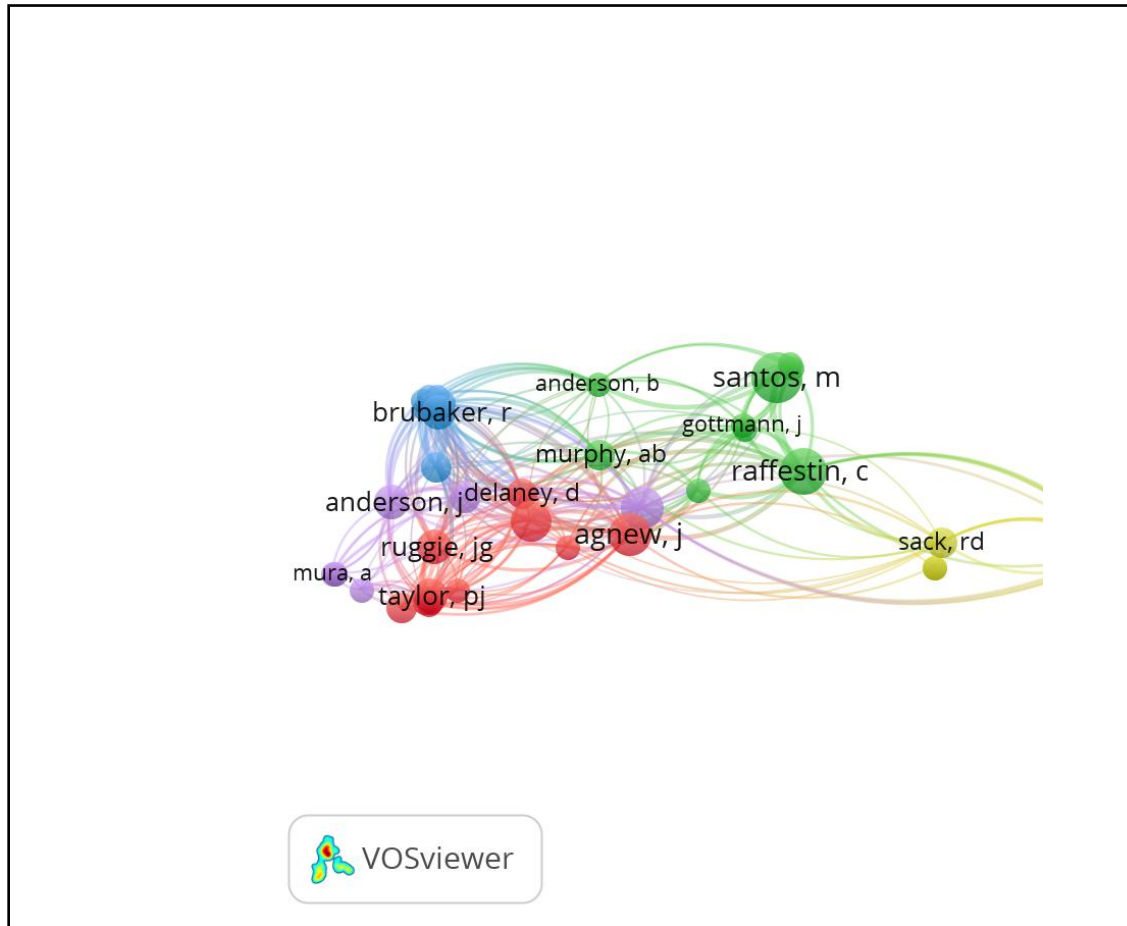 santos, m
anderson, b
brubaker, r
gottmann, j
murphy, ab
raffestin, c
delaney, d
anderson, j
agnew, j
ruggie, jg
sack, rd
mura, a
taylor, pj
VOSviewer